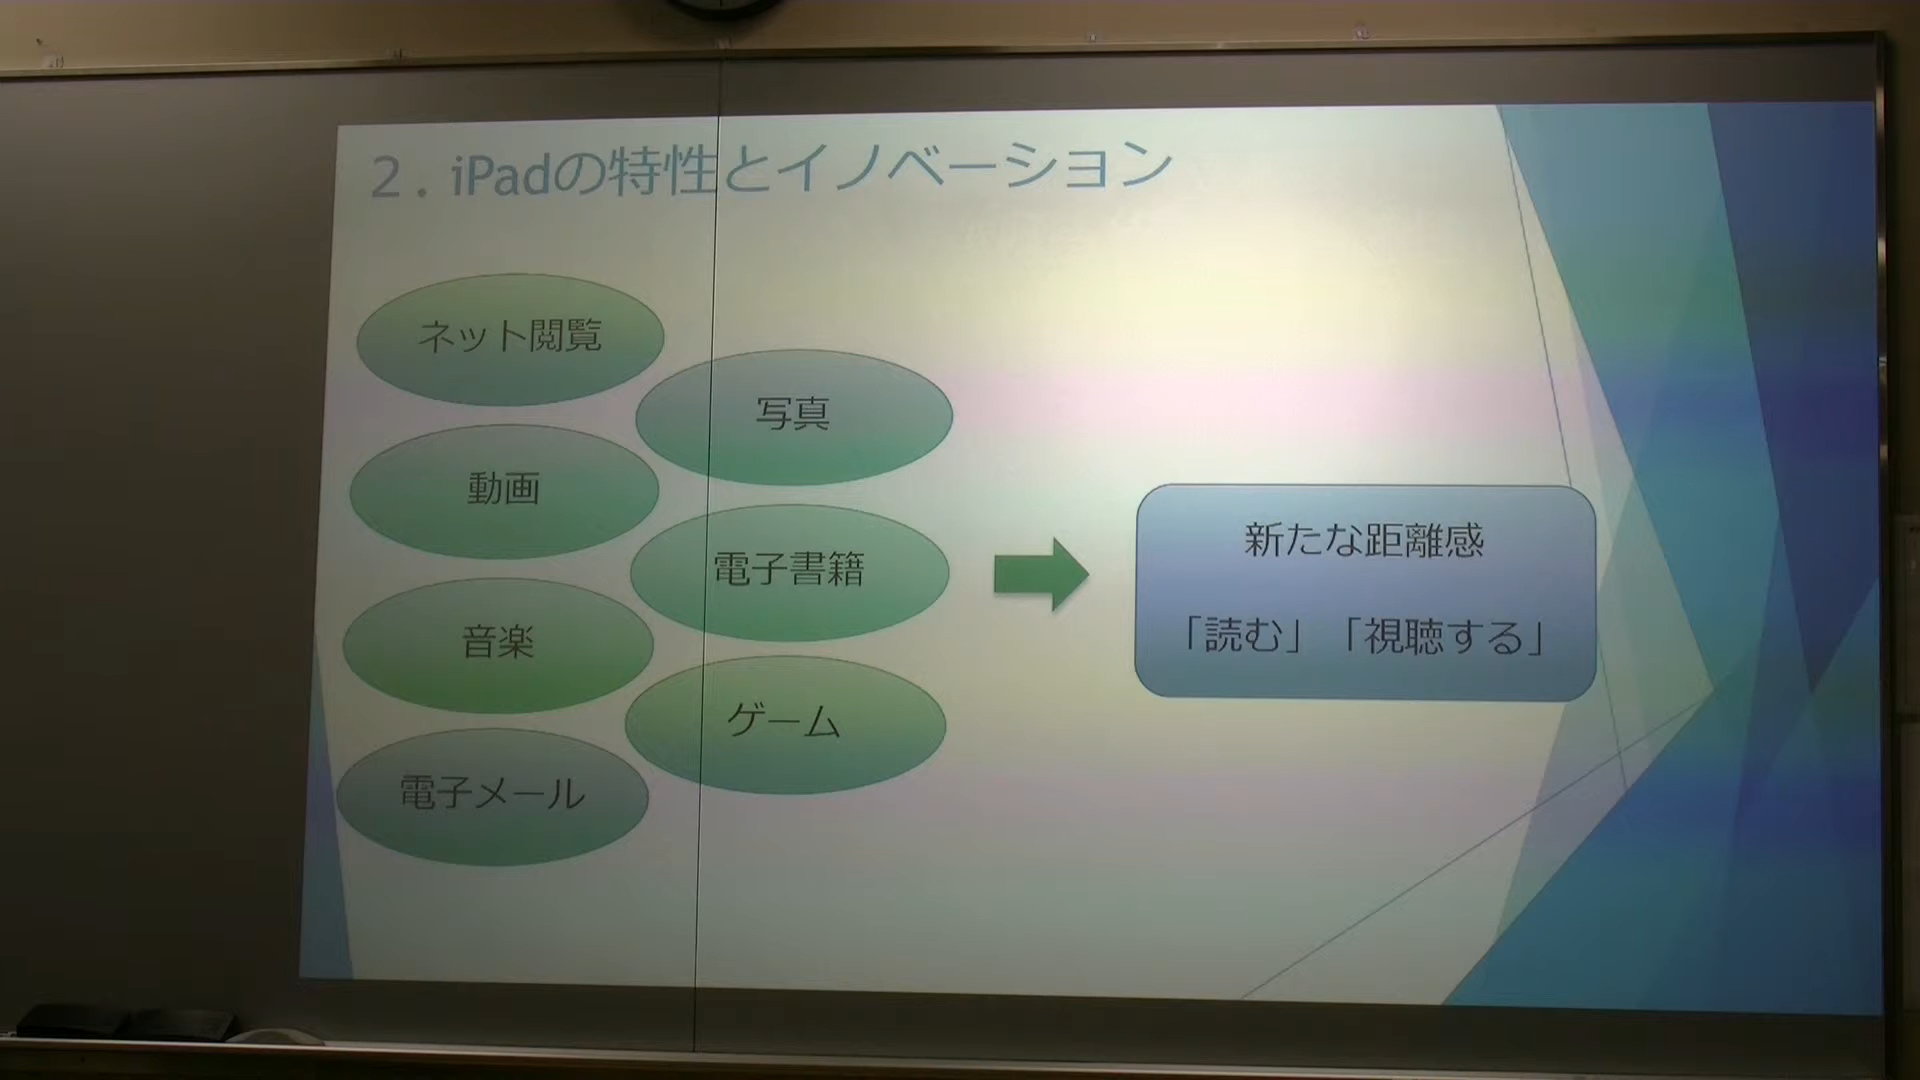 2．iPadの特性とイノベーション
ネット閲覧
写真
動画
電子書籍
音楽
ゲーム
電子メール
新たな距離感
「読む」「視聴する」